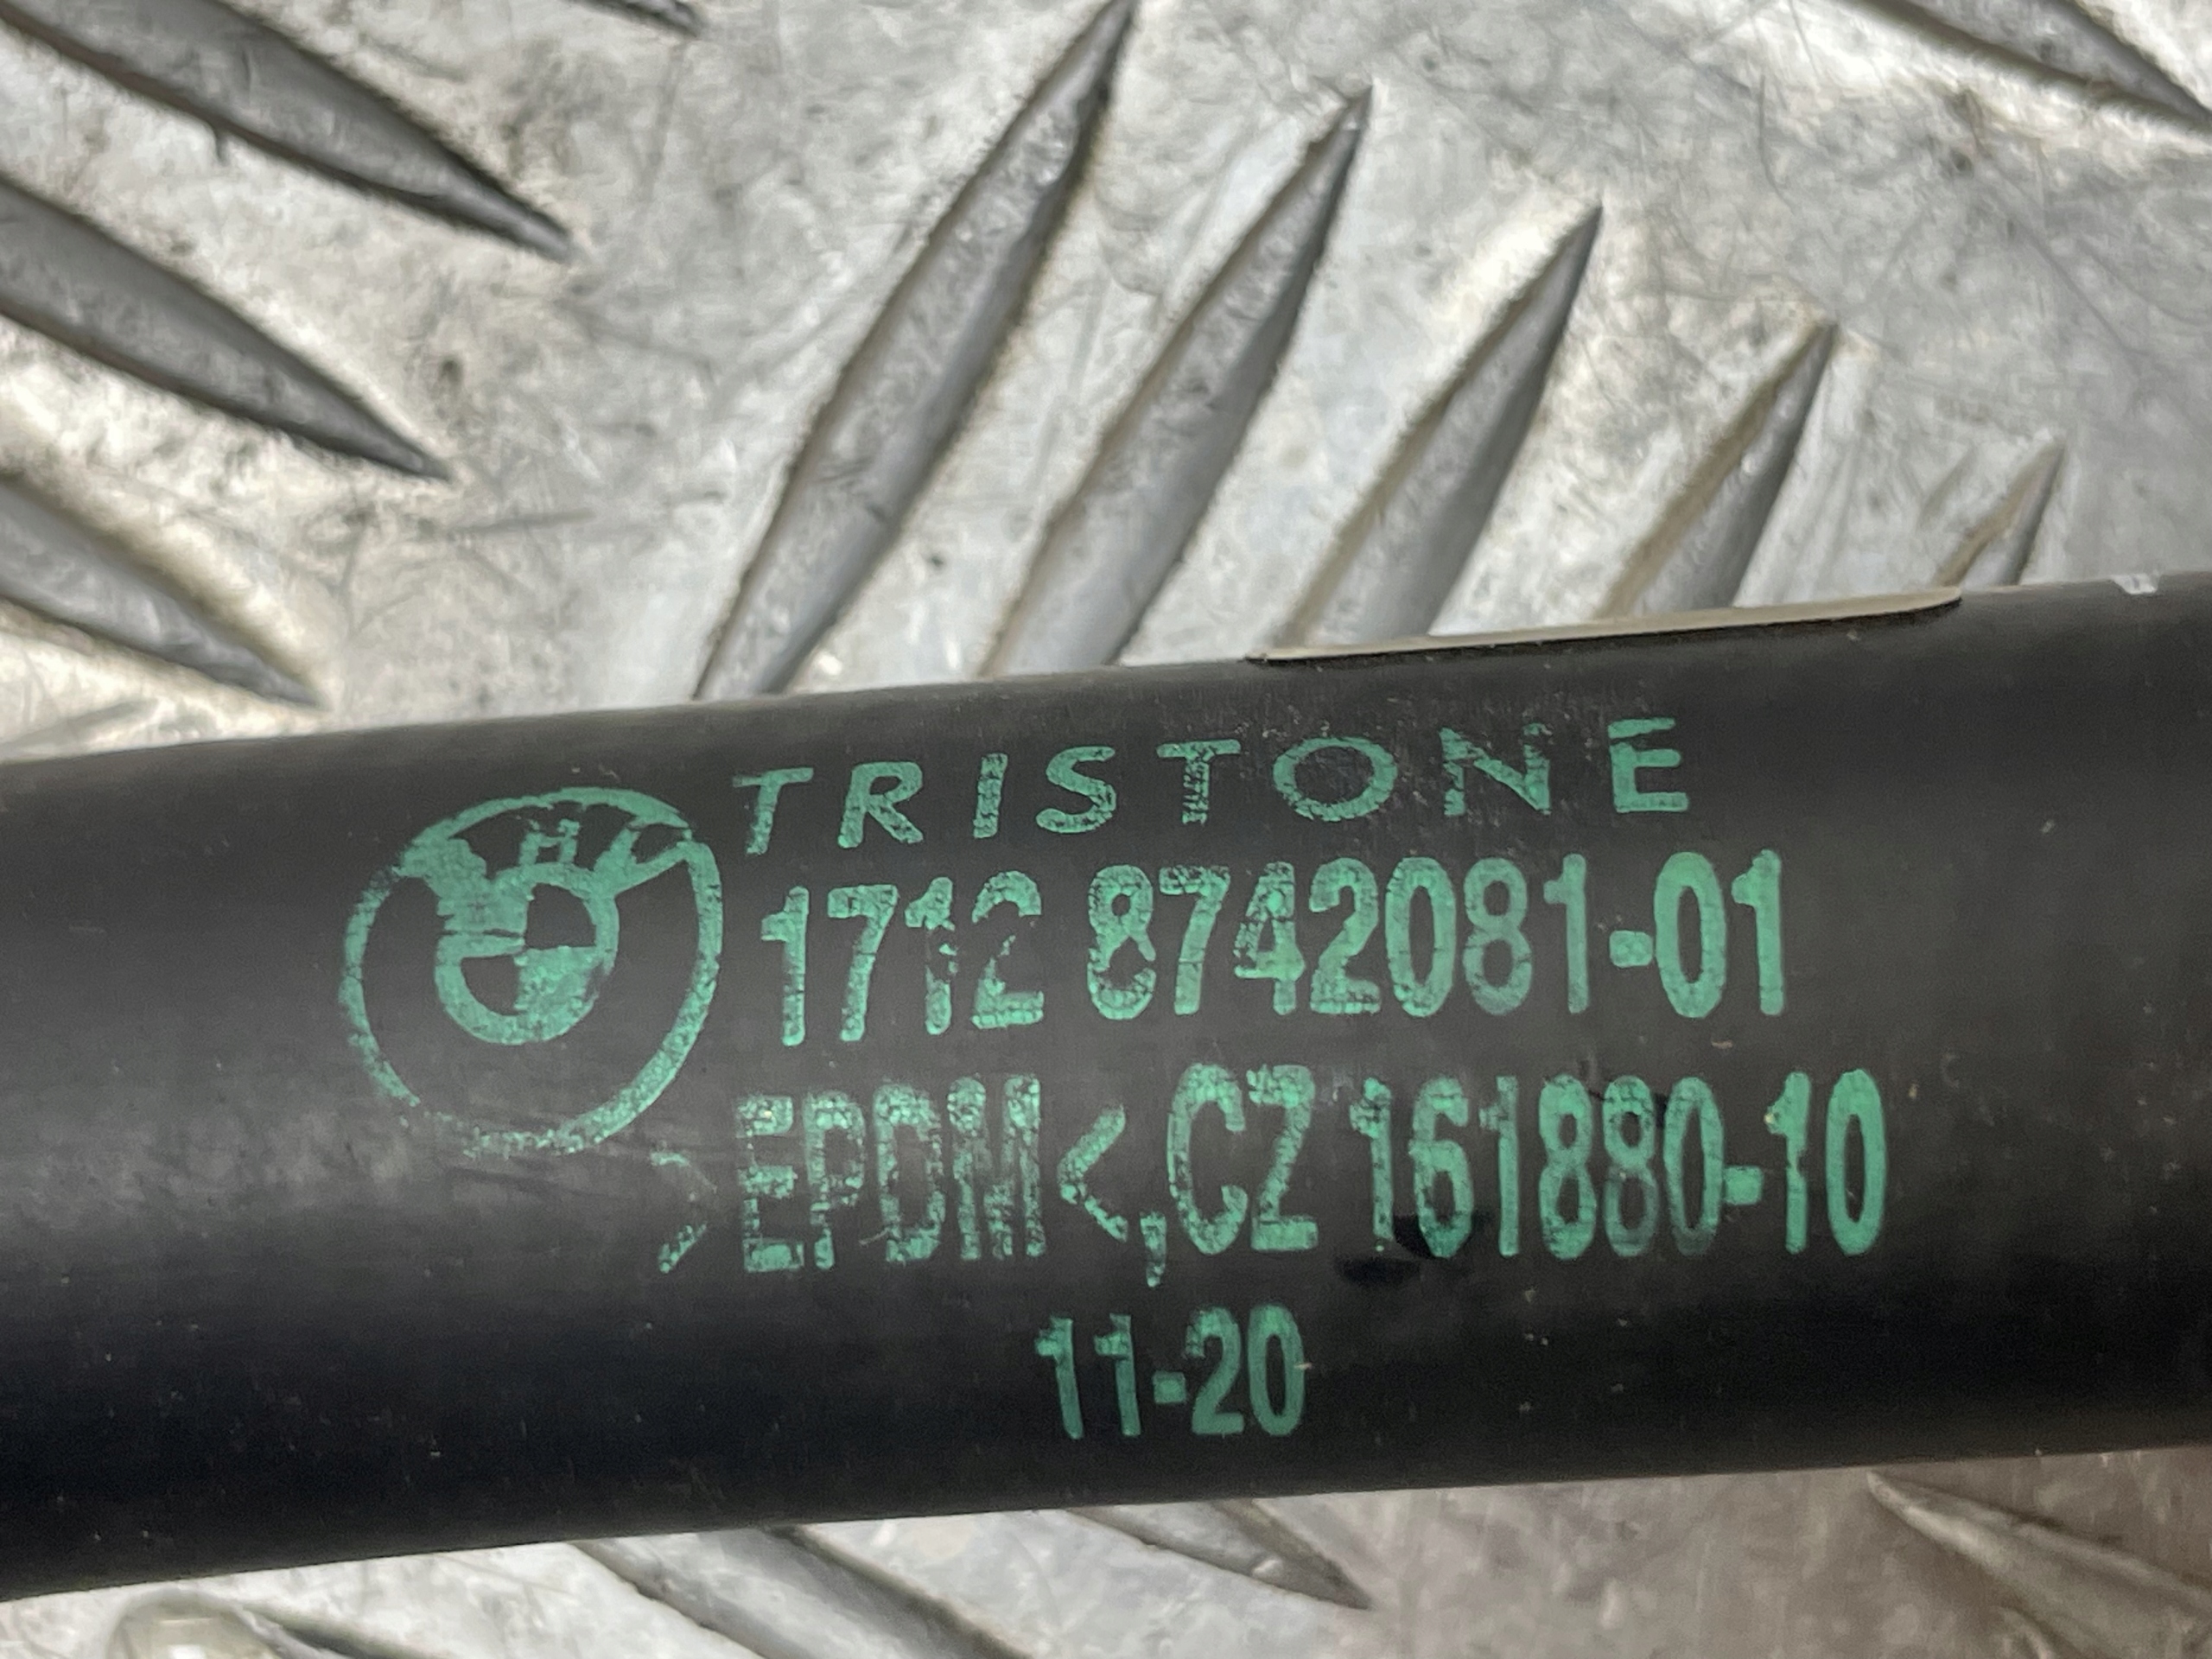 TRISTONE
1712 8742081-01
>EPDM<,CZ 161880-10
11-20